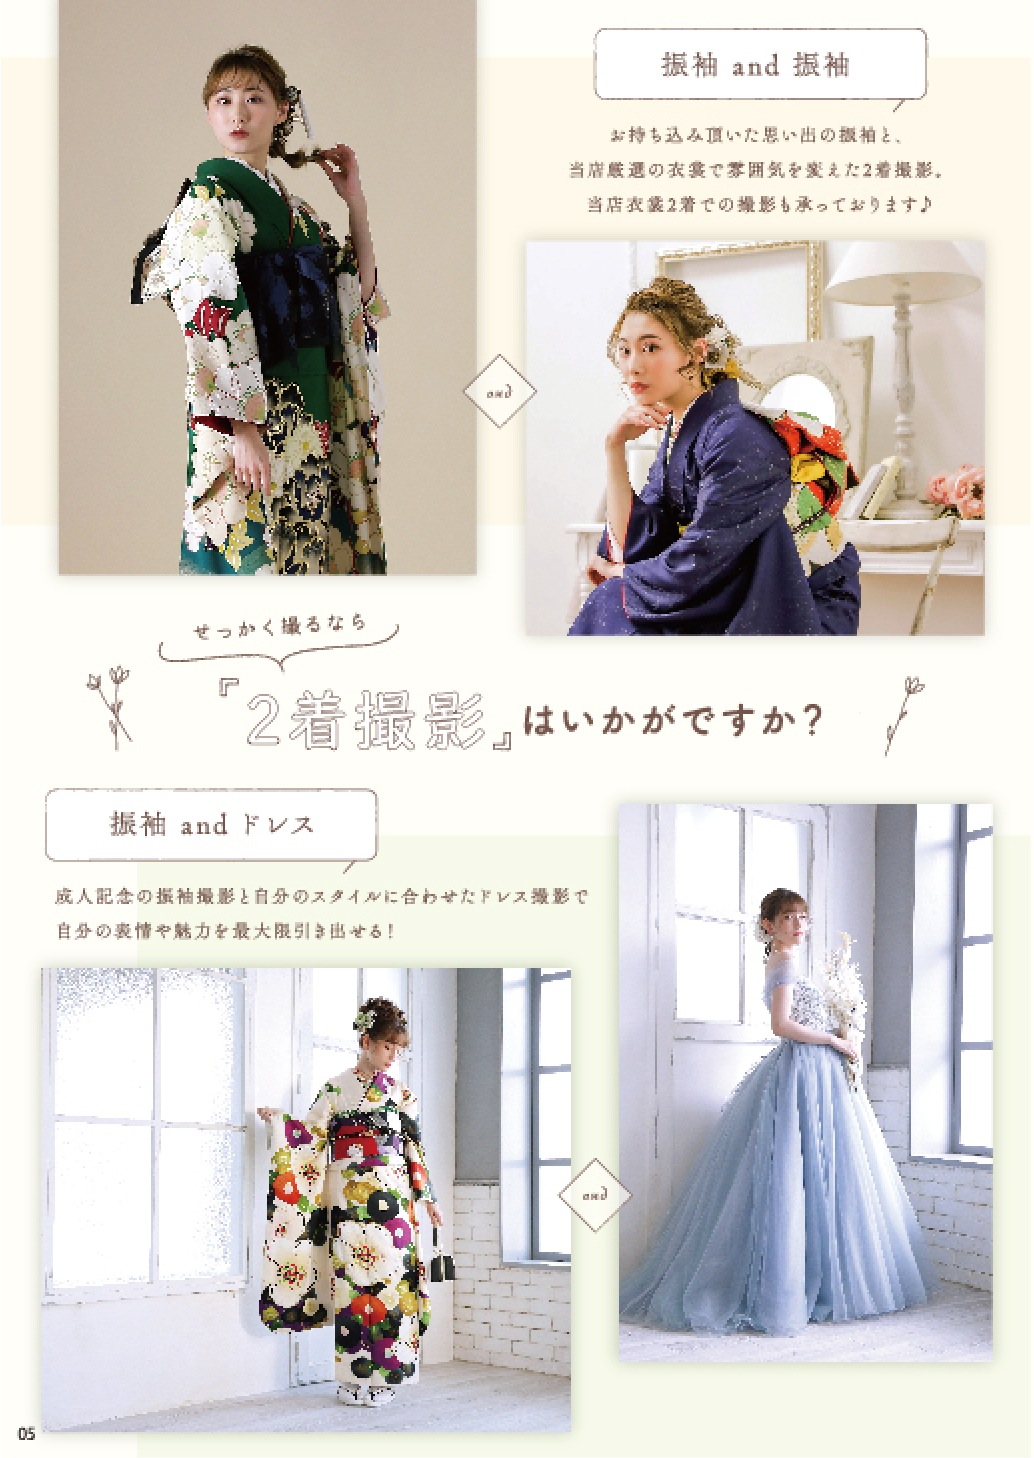 振袖 and 振袖
お持ち込み頂いた思い出の振袖と、
当店厳選の衣裳で雰囲気を変えた2着撮影。
当店衣裳2着での撮影も承っております♪
and
せっかく撮るなら
『2着撮影』はいかがですか?
振袖 and ドレス
成人記念の振袖撮影と自分のスタイルに合わせたドレス撮影で
自分の表情や魅力を最大限引き出せる!
and
05